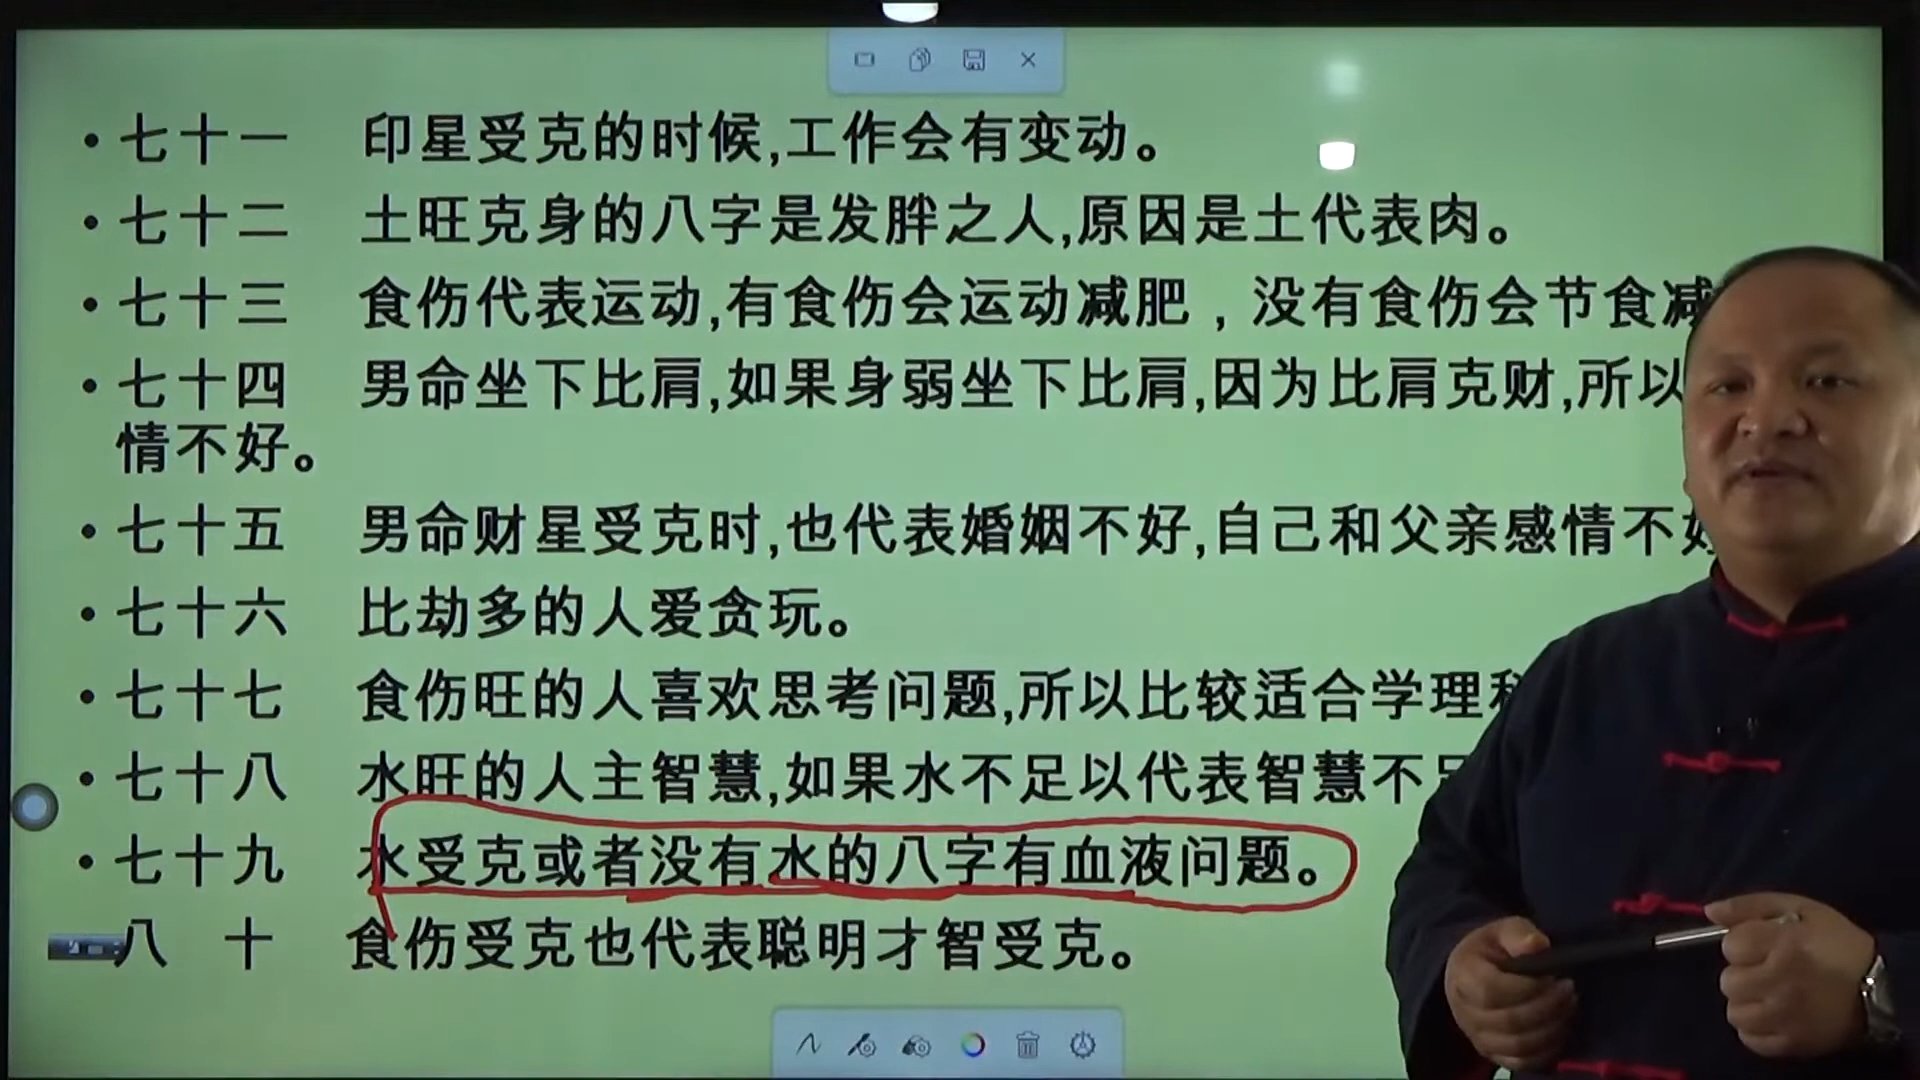 七十一 印星受克的时候,工作会有变动。
七十二 土旺克身的八字是发胖之人,原因是土代表肉。
七十三 食伤代表运动,有食伤会运动减肥，没有食伤会节食减
七十四 男命坐下比肩,如果身弱坐下比肩,因为比肩克财,所以
情不好。
七十五 男命财星受克时,也代表婚姻不好,自己和父亲感情不好
七十六 比劫多的人爱贪玩。
七十七 食伤旺的人喜欢思考问题,所以比较适合学理科
七十八 水旺的人主智慧,如果水不足以代表智慧不足
七十九 水受克或者没有水的八字有血液问题。
八十 食伤受克也代表聪明才智受克。